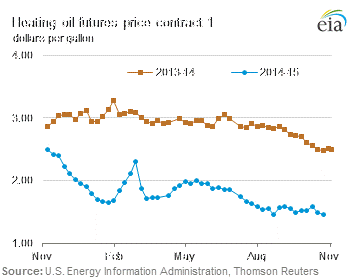 Heating oil futures price contract 1
dollars per gallon
eia
4.00
2013-14
2014-15
3.00
2.00
1.00
Nov Feb May Aug Nov
Source: U.S. Energy Information Administration, Thomson Reuters